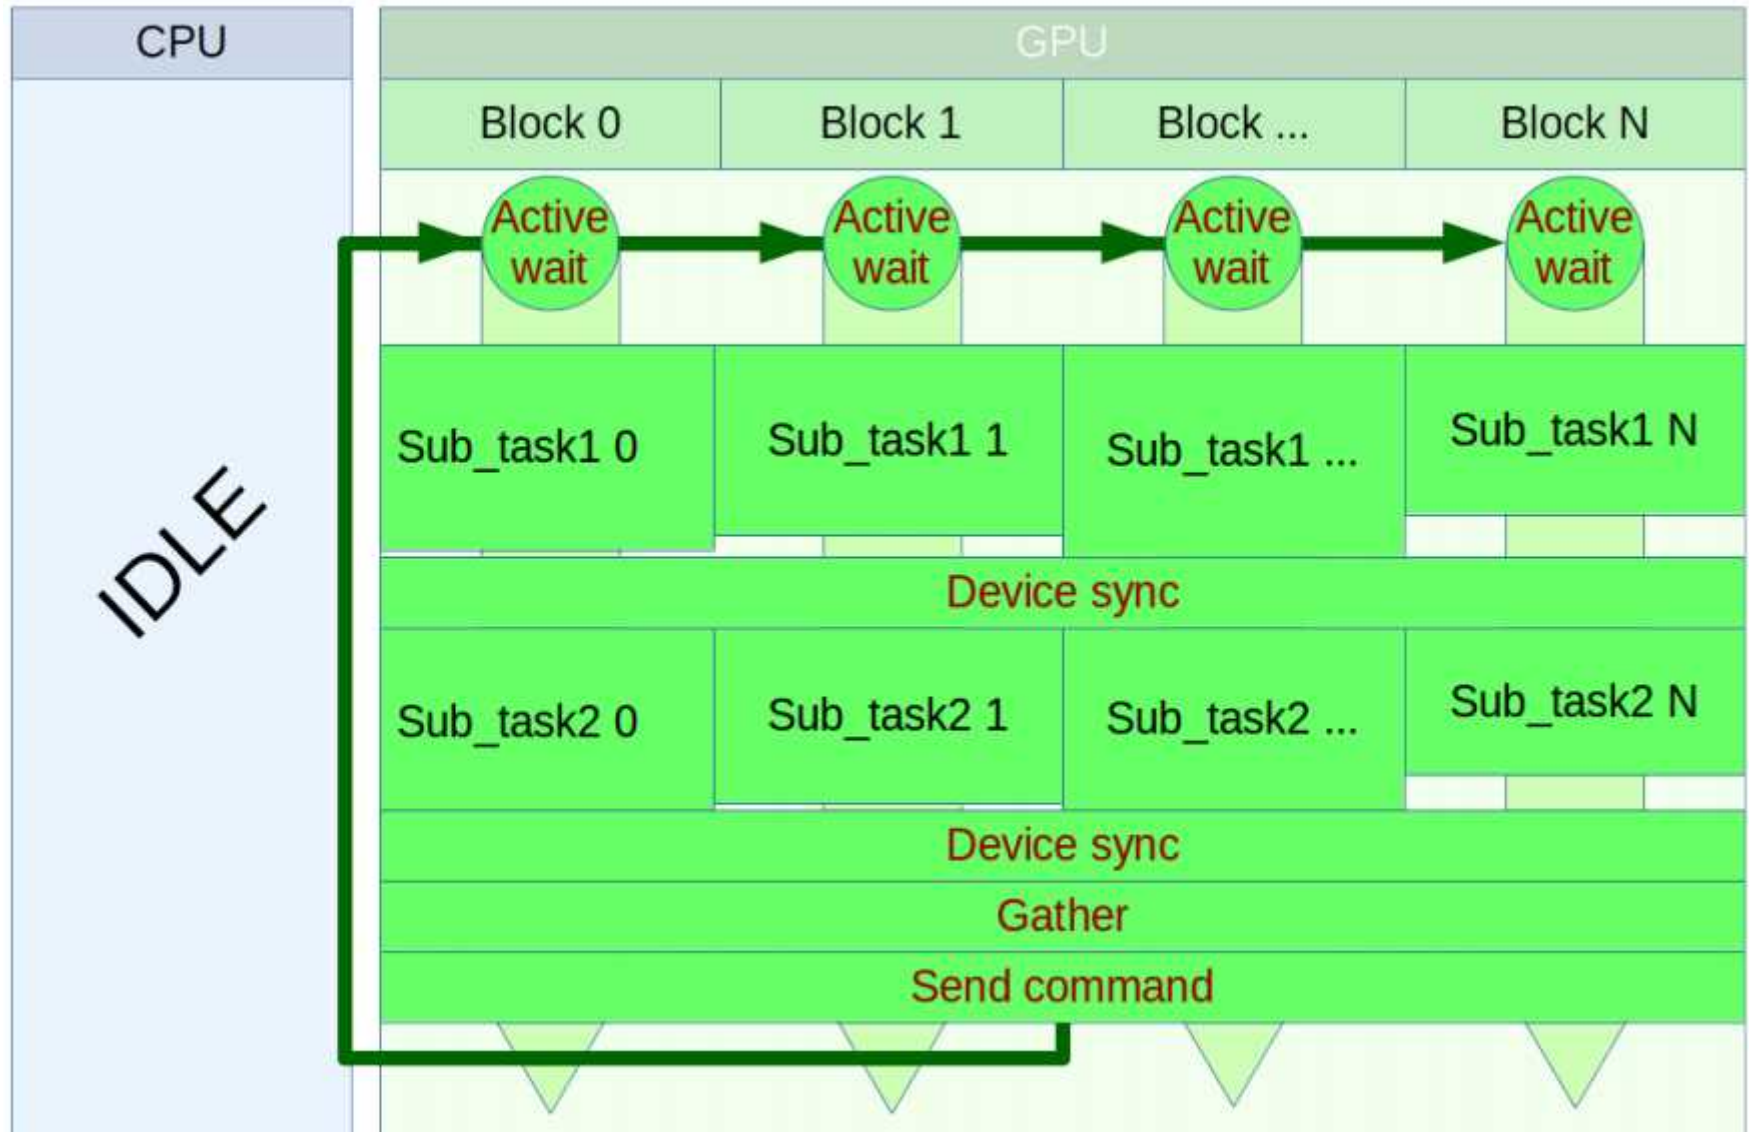 CPU
GPU
Block 0
Block 1
Block ...
Block N
Active
wait
Active
wait
Active
wait
Active
wait
IDLE
Sub_task1 0
Sub_task1 1
Sub_task1 ...
Sub_task1 N
Device sync
Sub_task2 0
Sub_task2 1
Sub_task2 ...
Sub_task2 N
Device sync
Gather
Send command